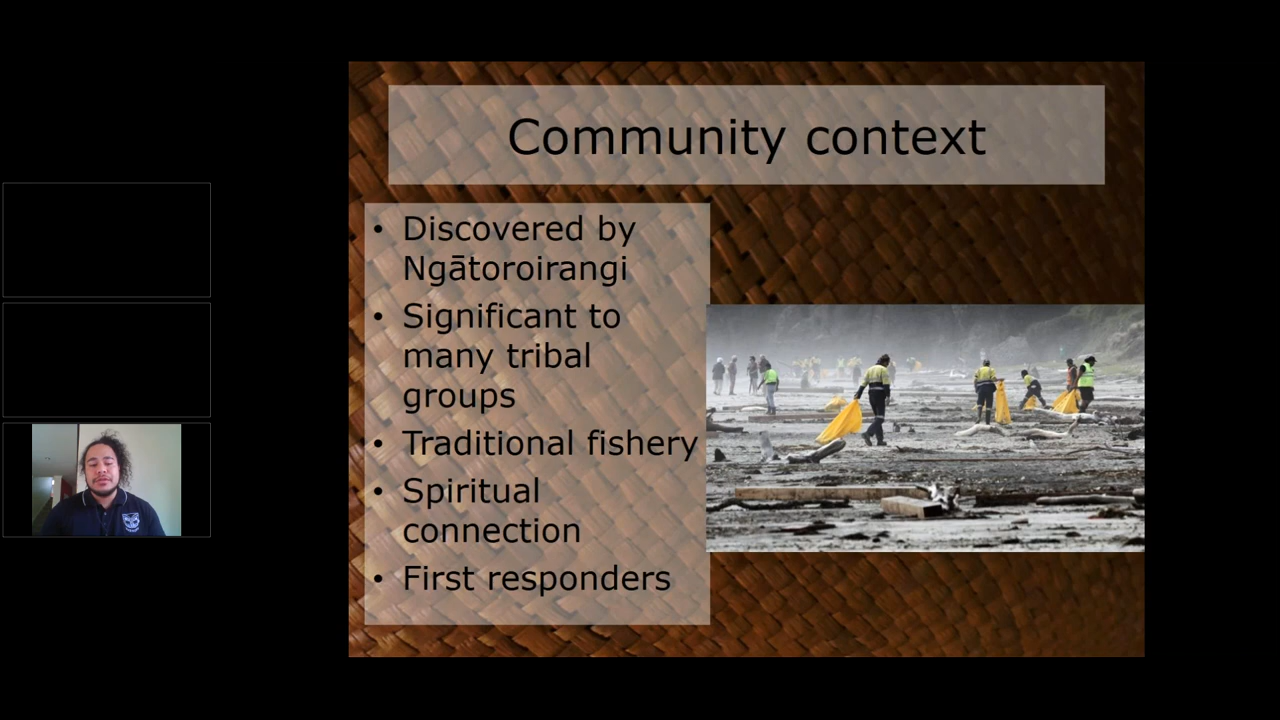 Community context
• Discovered by
Ngātoroirangi
• Significant to
many tribal
groups
• Traditional fishery
• Spiritual
connection
• First responders